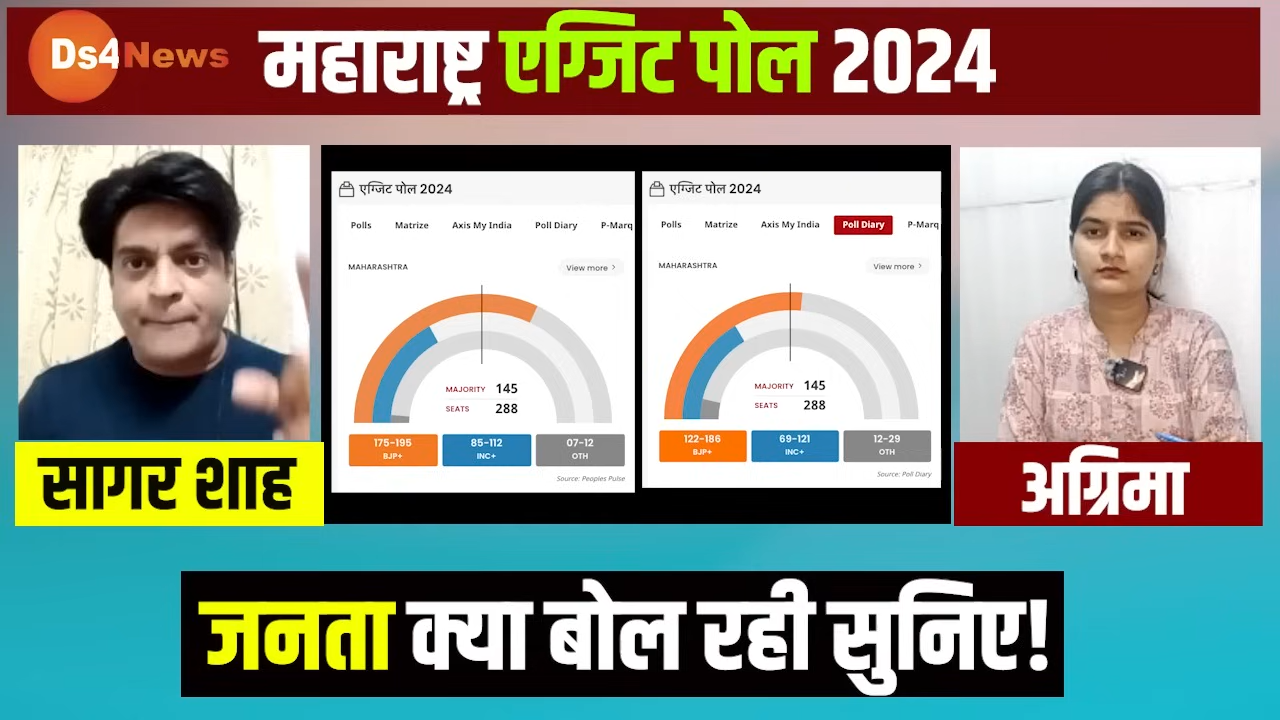 Ds4News
महाराष्ट्र एग्जिट पोल 2024
एग्जिट पोल 2024
Polls Matrize Axis My India Poll Diary P-Marq
MAHARASHTRA
View more
MAJORITY 145
SEATS 288
175-195 85-112 07-12
BJP+ INC+ OTH
Source: Peoples Pulse
एग्जिट पोल 2024
Polls Matrize Axis My India Poll Diary P-Marq
MAHARASHTRA
View more
MAJORITY 145
SEATS 288
122-186 69-121 12-29
BJP+ INC+ OTH
Source: Poll Diary
सागर शाह
अग्रिमा
जनता क्या बोल रही सुनिए!